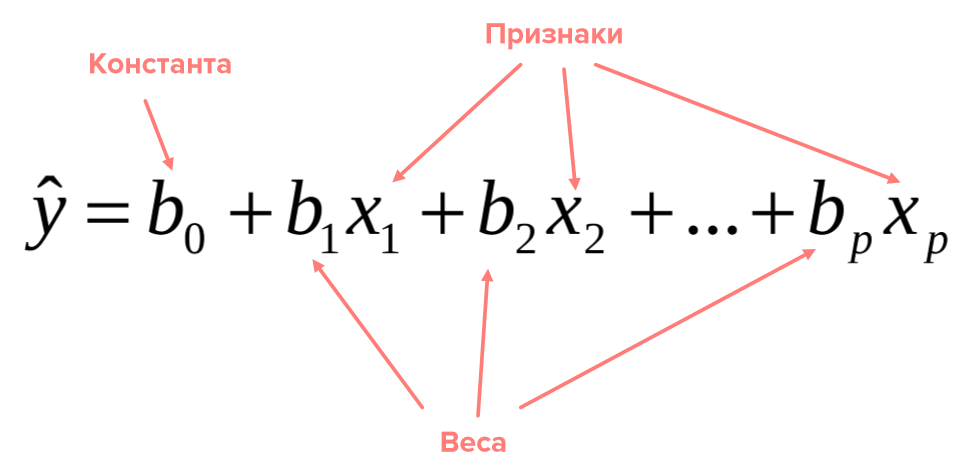 Признаки
Константа
ŷ = b₀ + b₁x₁ + b₂x₂ + ... + bₚxₚ
Веса